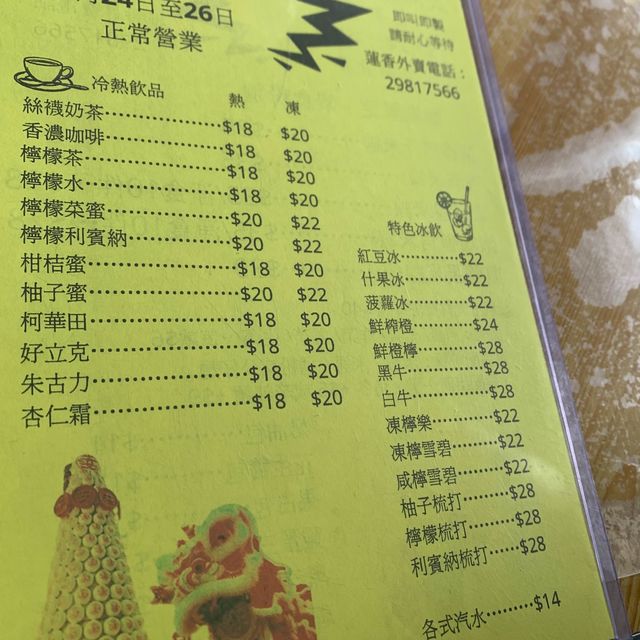 24日至26日
正常營業
即叫即製
請耐心等待
蓮香外賣電話：
29817566
冷熱飲品 熱 凍
絲襪奶茶 $18 $20
香濃咖啡 $18 $20
檸檬茶 $18 $20
檸檬水 $18 $20
檸檬菜蜜 $20 $22
檸檬利賓納 $20 $22
柑桔蜜 $18 $20
柚子蜜 $20 $22
柯華田 $18 $20
好立克 $18 $20
朱古力 $18 $20
杏仁霜 $18 $20
特色冰飲
紅豆冰 $22
什果冰 $22
菠蘿冰 $22
鮮榨橙 $24
鮮橙檸 $28
黑牛 $28
白牛 $28
凍檸樂 $22
凍檸雪碧 $22
咸檸雪碧 $22
柚子梳打 $28
檸檬梳打 $28
利賓納梳打 $28
各式汽水 $14